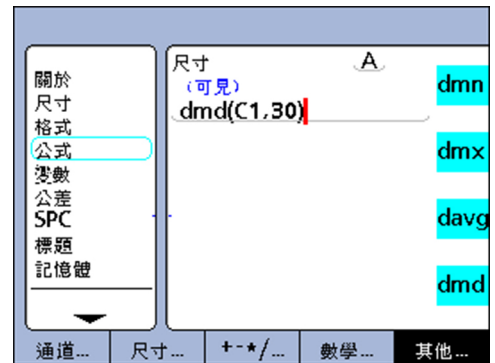 關於
尺寸
格式
公式
變數
公差
SPC
標題
記憶體
尺寸
A
(可見)
dmd(C1,30)
dmn
dmx
davg
dmd
通道...
尺寸...
+-*/...
數學...
其他...